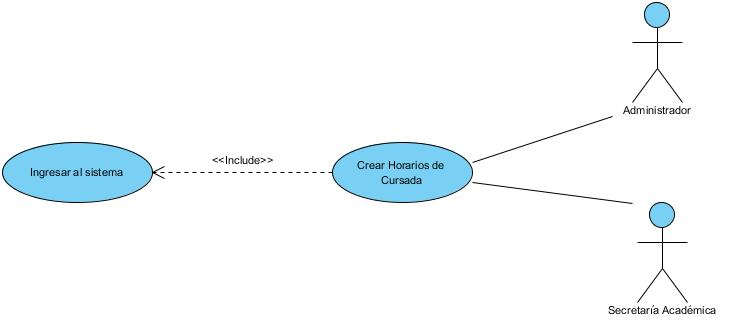 Administrador
<<Include>>
Ingresar al sistema
Crear Horarios de
Cursada
Secretaría Académica